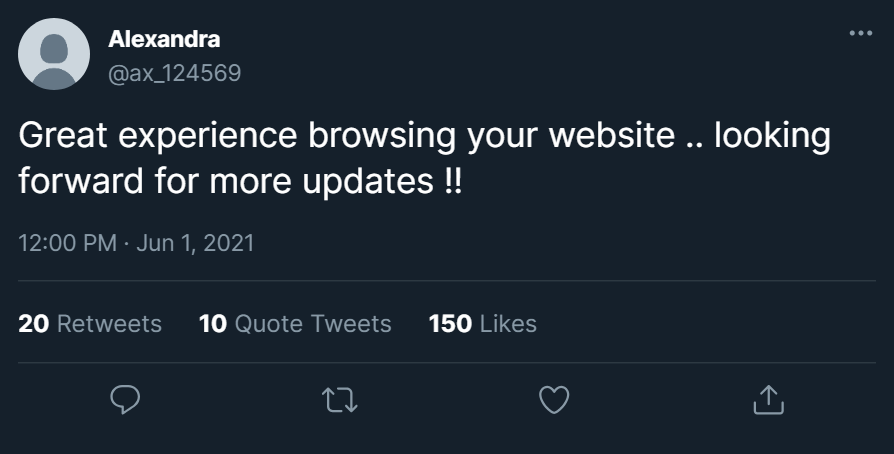 Alexandra
@ax_124569
Great experience browsing your website .. looking
forward for more updates !!
12:00 PM · Jun 1, 2021
20 Retweets 10 Quote Tweets 150 Likes